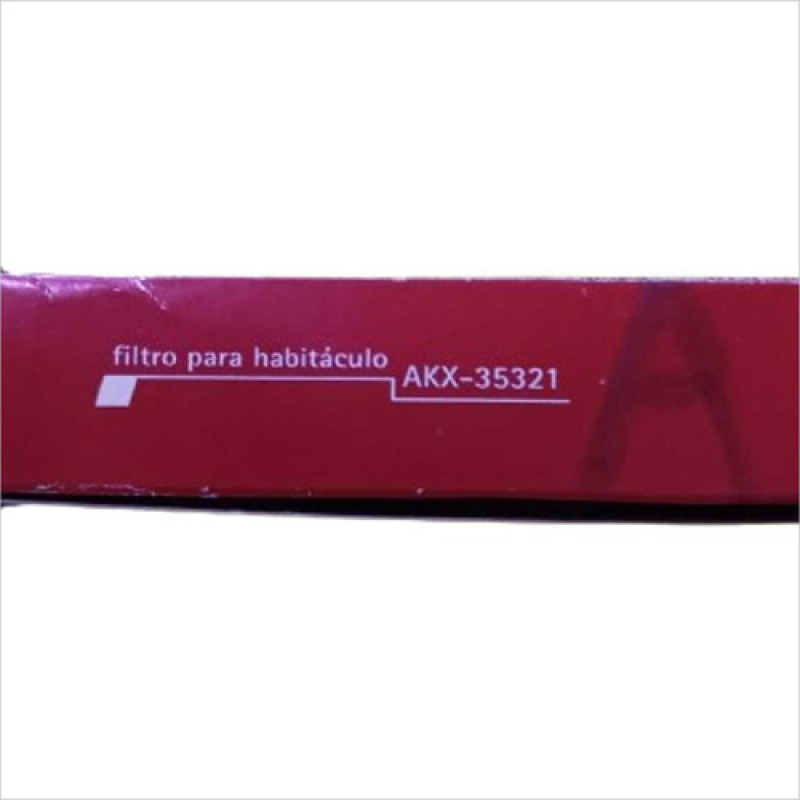 filtro para habitáculo
AKX-35321
A